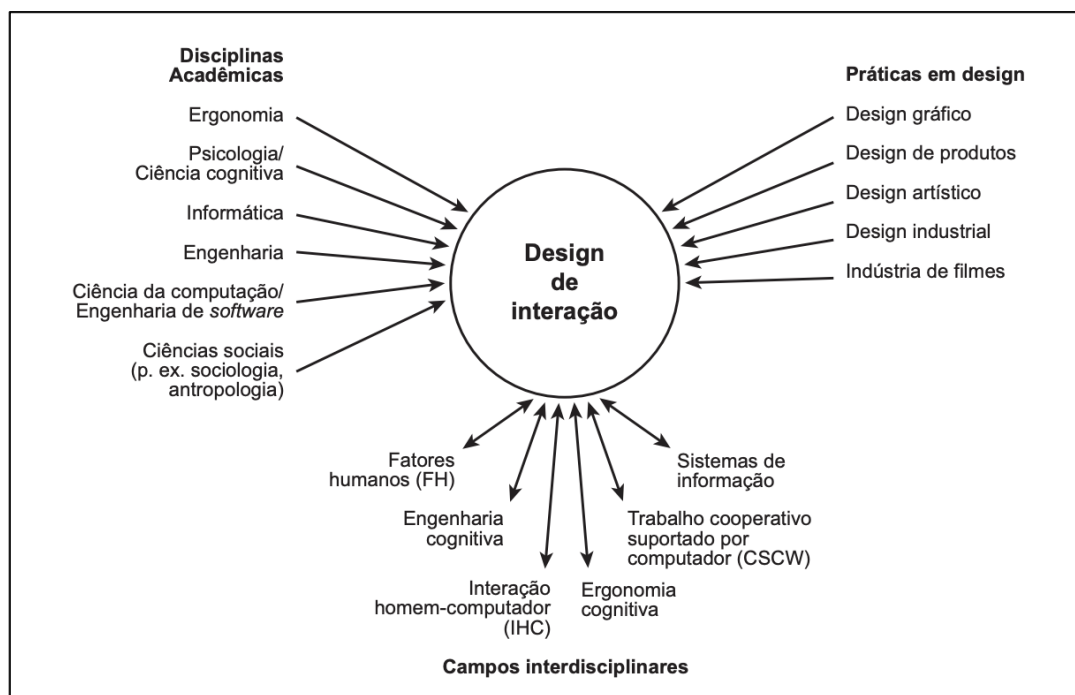 Disciplinas
Acadêmicas
Ergonomia
Psicologia/
Ciência cognitiva
Informática
Engenharia
Ciência da computação/
Engenharia de software
Ciências sociais
(p. ex. sociologia,
antropologia)
Práticas em design
Design gráfico
Design de produtos
Design artístico
Design industrial
Indústria de filmes
Design
de
interação
Fatores
humanos (FH)
Engenharia
cognitiva
Interação
homem-computador
(IHC)
Ergonomia
cognitiva
Trabalho cooperativo
suportado por
computador (CSCW)
Sistemas de
informação
Campos interdisciplinares